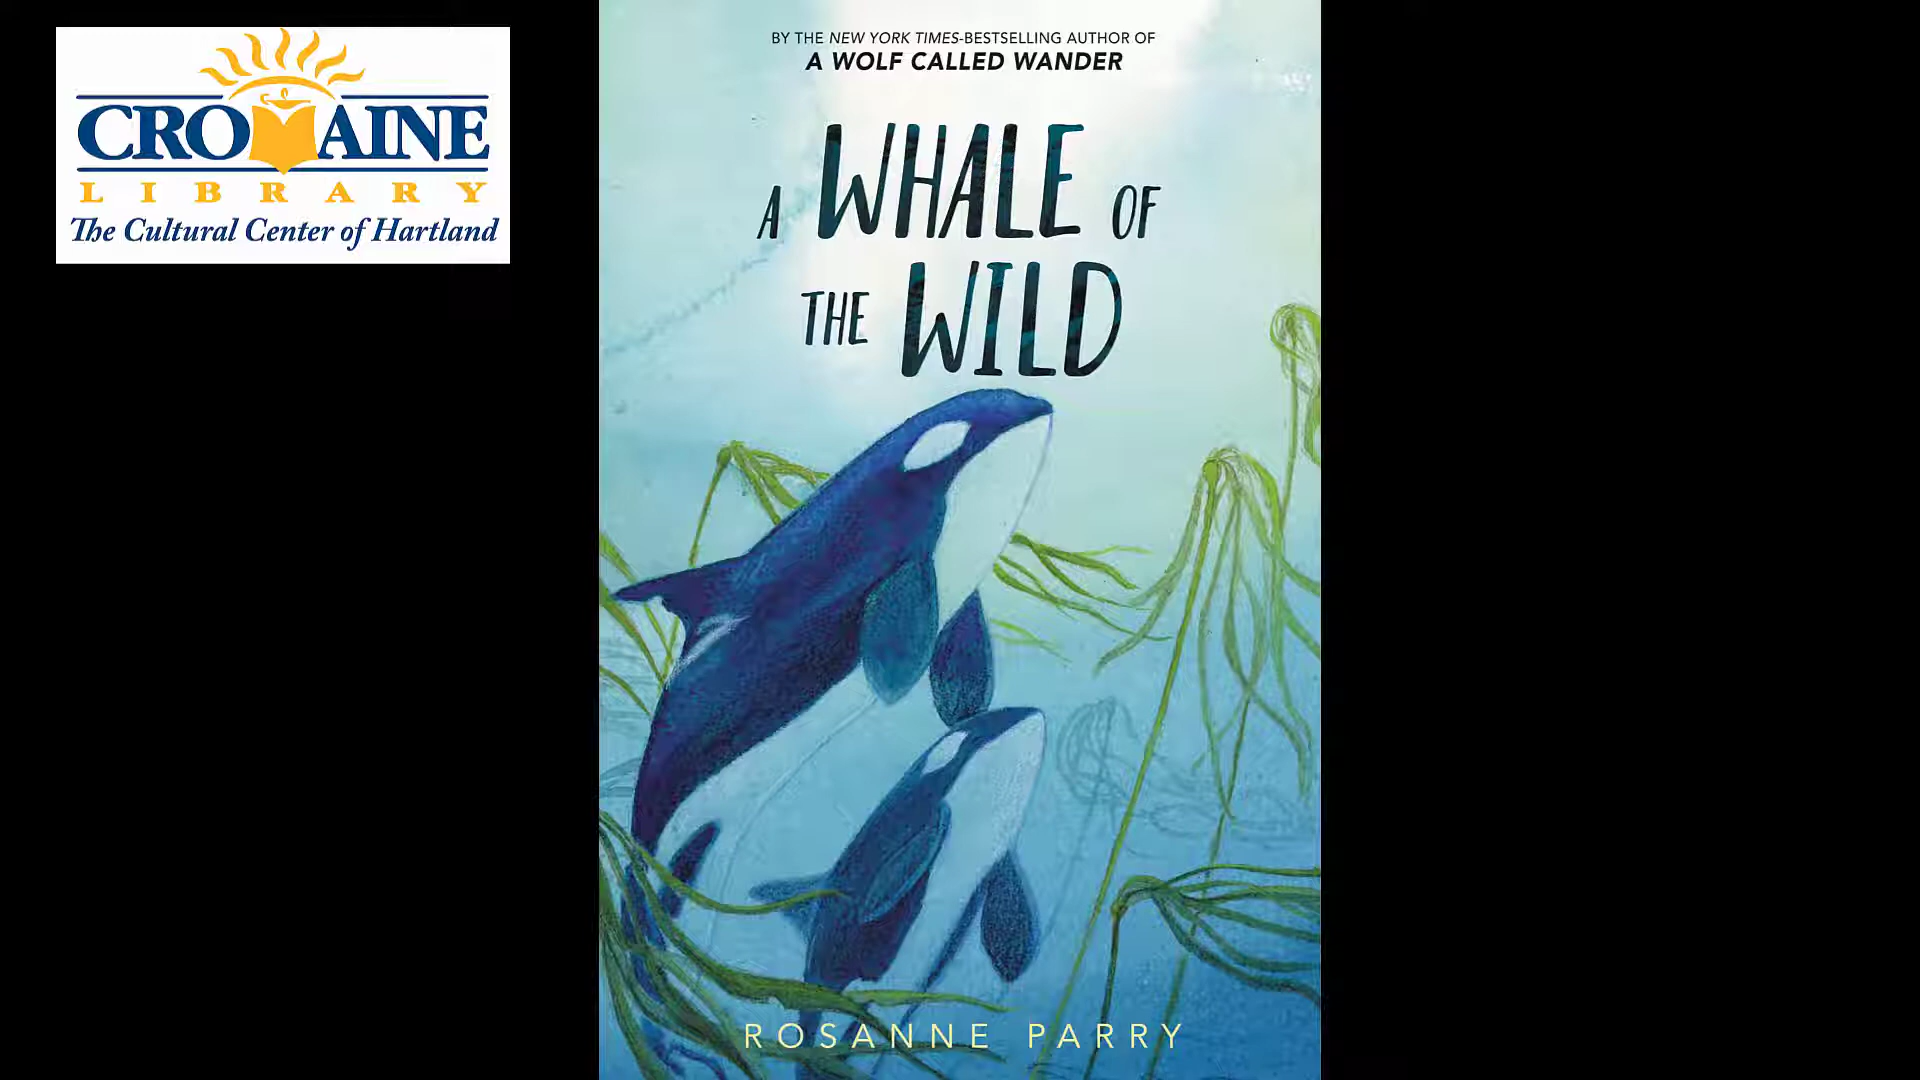 CROMAINE
LIBRARY
The Cultural Center of Hartland
BY THE NEW YORK TIMES-BESTSELLING AUTHOR OF
A WOLF CALLED WANDER
A WHALE OF
THE WILD
ROSANNE PARRY